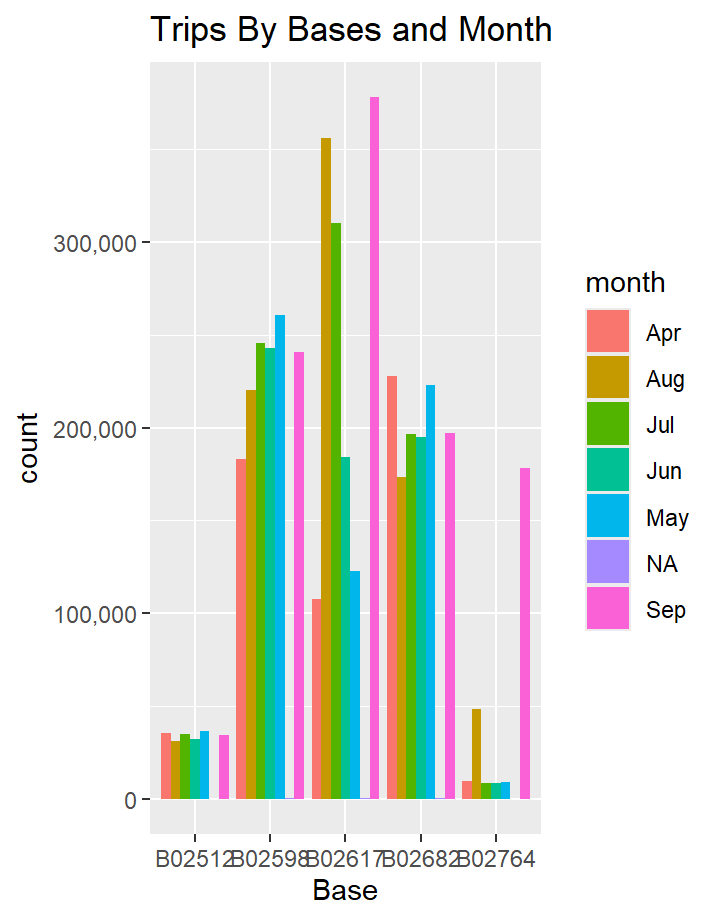 Trips By Bases and Month
300,000
200,000
100,000
0
count
B02512 B02598 B02617 B02682 B02764
Base
month
Apr
Aug
Jul
Jun
May
NA
Sep